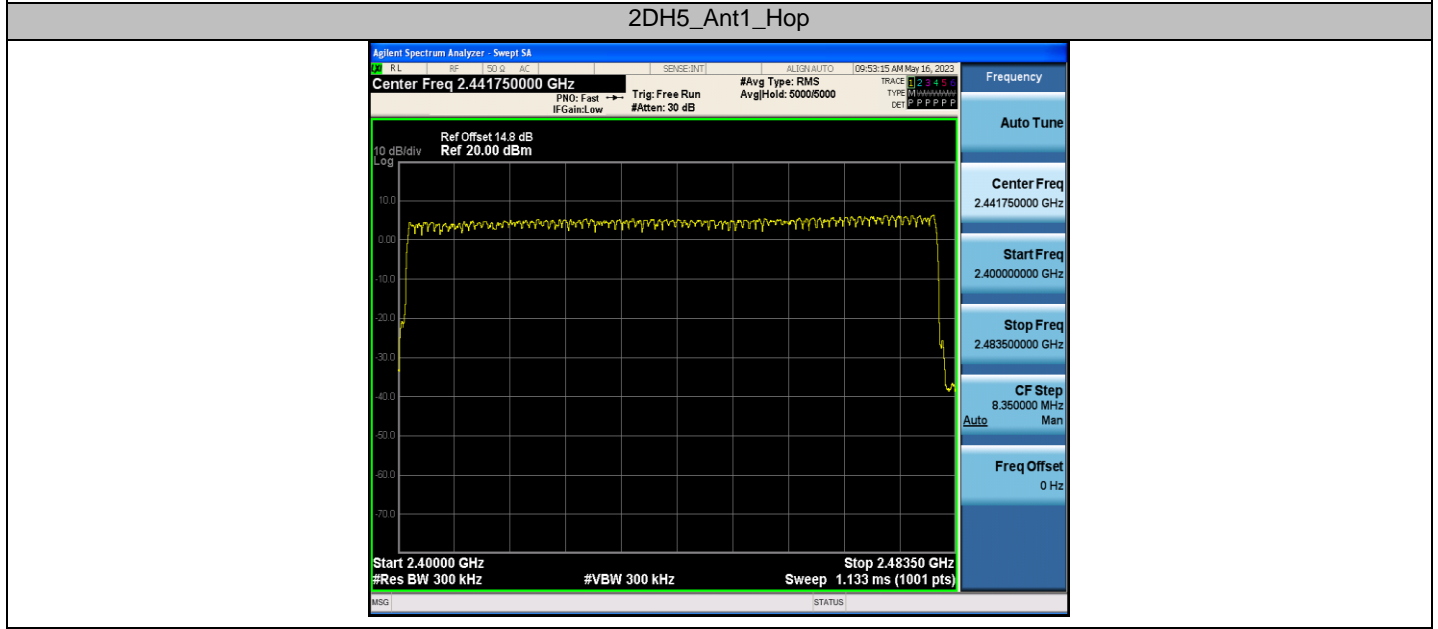 2DH5_Ant1_Hop
Agilent Spectrum Analyzer - Swept SA
RL RF 50 Ω AC SENSE:INT ALIGNAUTO 09:53:15 AM May 16, 2023
Center Freq 2.441750000 GHz
PNO: Fast
IFGain:Low
Trig: Free Run
#Atten: 30 dB
#Avg Type: RMS
Avg|Hold: 5000/5000
TRACE 1 2 3 4 5 6
TYPE M
DET P P P P P P
Ref Offset 14.8 dB
10 dB/div Ref 20.00 dBm
Log
10.0
0.00
-10.0
-20.0
-30.0
-40.0
-50.0
-60.0
-70.0
Start 2.40000 GHz Stop 2.48350 GHz
#Res BW 300 kHz #VBW 300 kHz Sweep 1.133 ms (1001 pts)
MSG STATUS
Frequency
Auto Tune
Center Freq
2.441750000 GHz
Start Freq
2.400000000 GHz
Stop Freq
2.483500000 GHz
CF Step
8.350000 MHz
Auto Man
Freq Offset
0 Hz